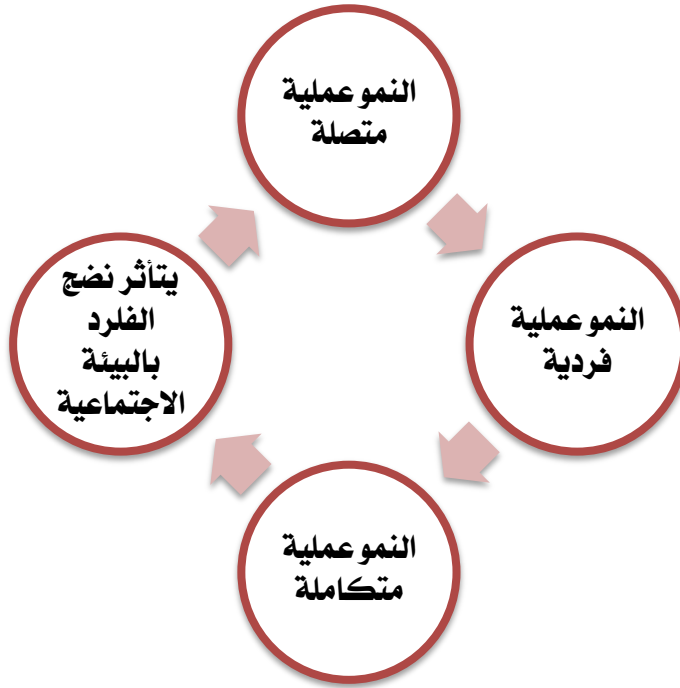 النمو عملية
متصلة
النمو عملية
فردية
النمو عملية
متكاملة
يتأثر نضج
الفلرد
بالبيئة
الاجتماعية